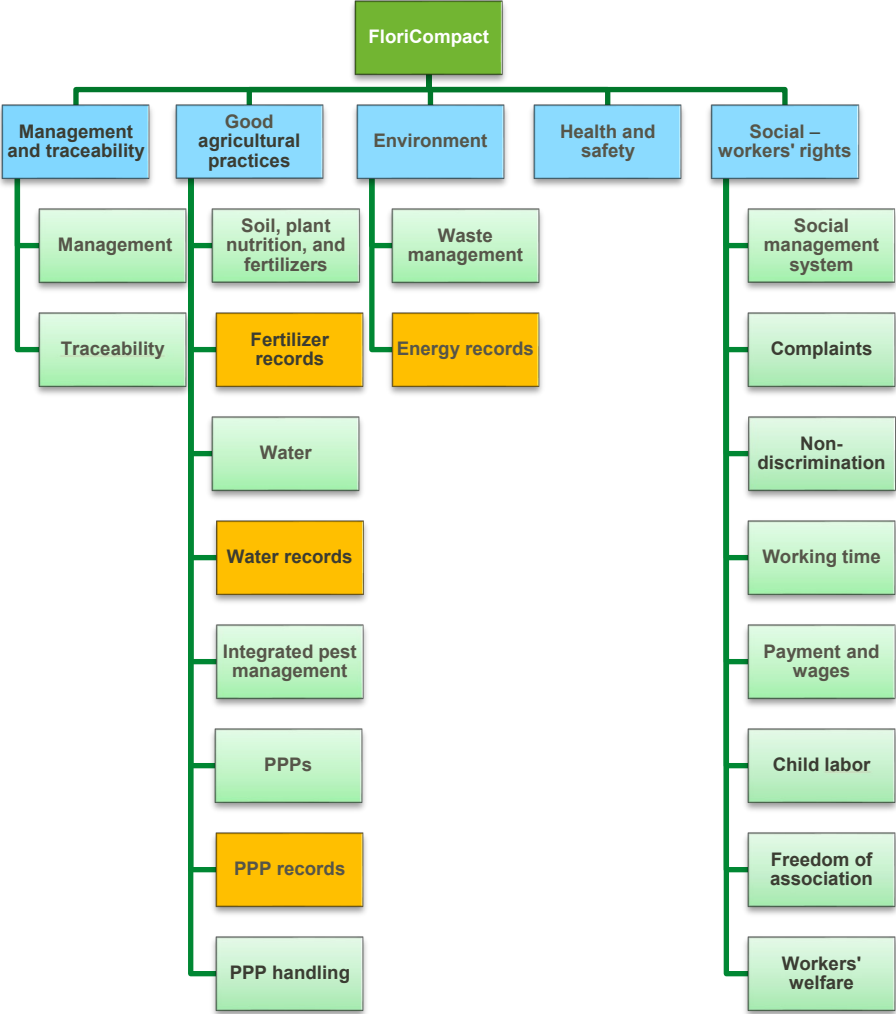 FloriCompact
Management
and traceability
Good
agricultural
practices
Environment
Health and
safety
Social –
workers' rights
Management
Traceability
Soil, plant
nutrition, and
fertilizers
Fertilizer
records
Water
Water records
Integrated pest
management
PPPs
PPP records
PPP handling
Waste
management
Energy records
Social
management
system
Complaints
Non-
discrimination
Working time
Payment and
wages
Child labor
Freedom of
association
Workers'
welfare